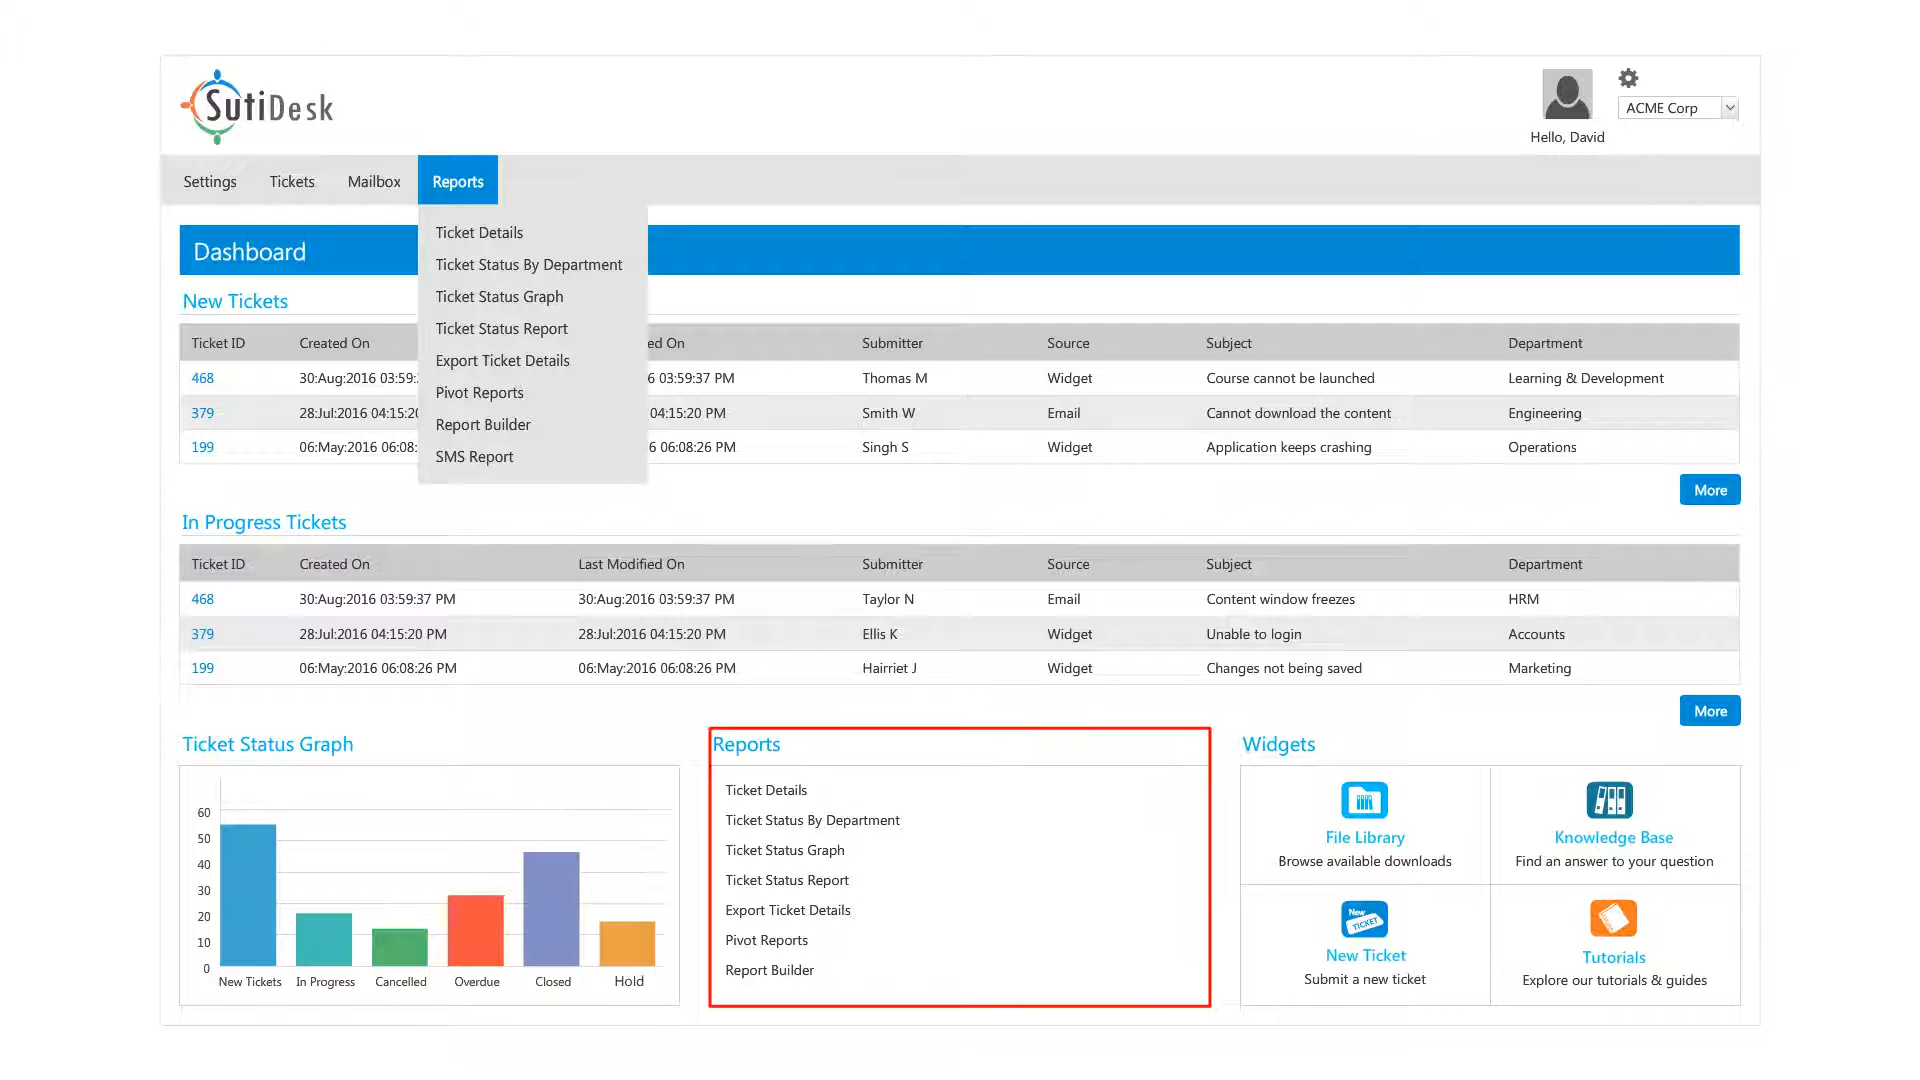 SutiDesk
ACME Corp
Hello, David
Settings Tickets Mailbox Reports
Ticket Details
Ticket Status By Department
Ticket Status Graph
Ticket Status Report
Export Ticket Details
Pivot Reports
Report Builder
SMS Report
Dashboard
New Tickets
Ticket ID Created On ed On Submitter Source Subject Department
468 30:Aug:2016 03:59: 6 03:59:37 PM Thomas M Widget Course cannot be launched Learning & Development
379 28:Jul:2016 04:15:20 04:15:20 PM Smith W Email Cannot download the content Engineering
199 06:May:2016 06:08: 6 06:08:26 PM Singh S Widget Application keeps crashing Operations
More
In Progress Tickets
Ticket ID Created On Last Modified On Submitter Source Subject Department
468 30:Aug:2016 03:59:37 PM 30:Aug:2016 03:59:37 PM Taylor N Email Content window freezes HRM
379 28:Jul:2016 04:15:20 PM 28:Jul:2016 04:15:20 PM Ellis K Widget Unable to login Accounts
199 06:May:2016 06:08:26 PM 06:May:2016 06:08:26 PM Hairriet J Widget Changes not being saved Marketing
More
Ticket Status Graph
60
50
40
30
20
10
0
New Tickets In Progress Cancelled Overdue Closed Hold
Reports
Ticket Details
Ticket Status By Department
Ticket Status Graph
Ticket Status Report
Export Ticket Details
Pivot Reports
Report Builder
Widgets
File Library
Browse available downloads
Knowledge Base
Find an answer to your question
New
TICKET
New Ticket
Submit a new ticket
Tutorials
Explore our tutorials & guides